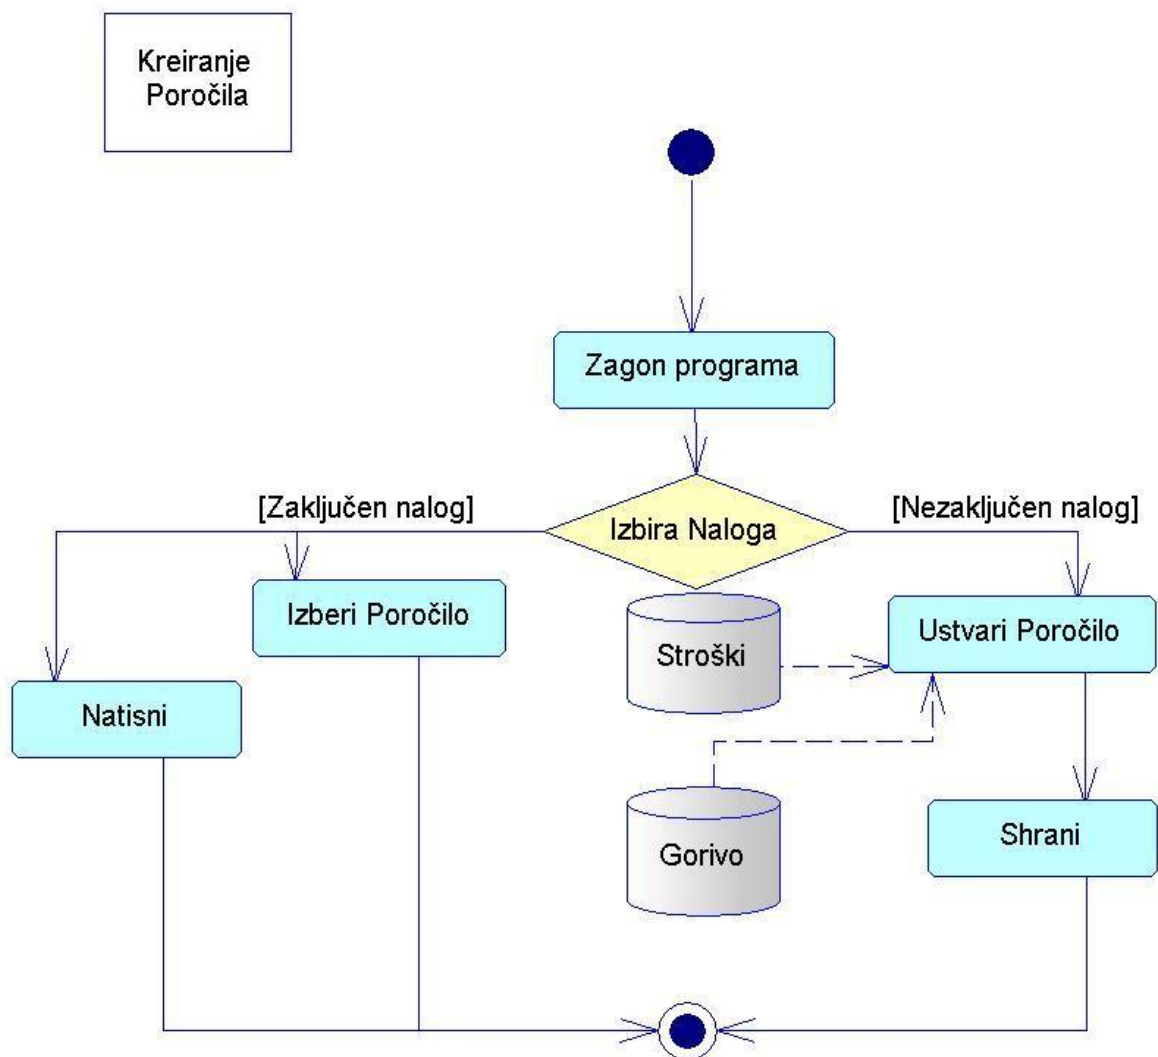 Kreiranje
Poročila
Zagon programa
[Zaključen nalog]
Izbira Naloga
[Nezaključen nalog]
Izberi Poročilo
Stroški
Ustvari Poročilo
Natisni
Gorivo
Shrani